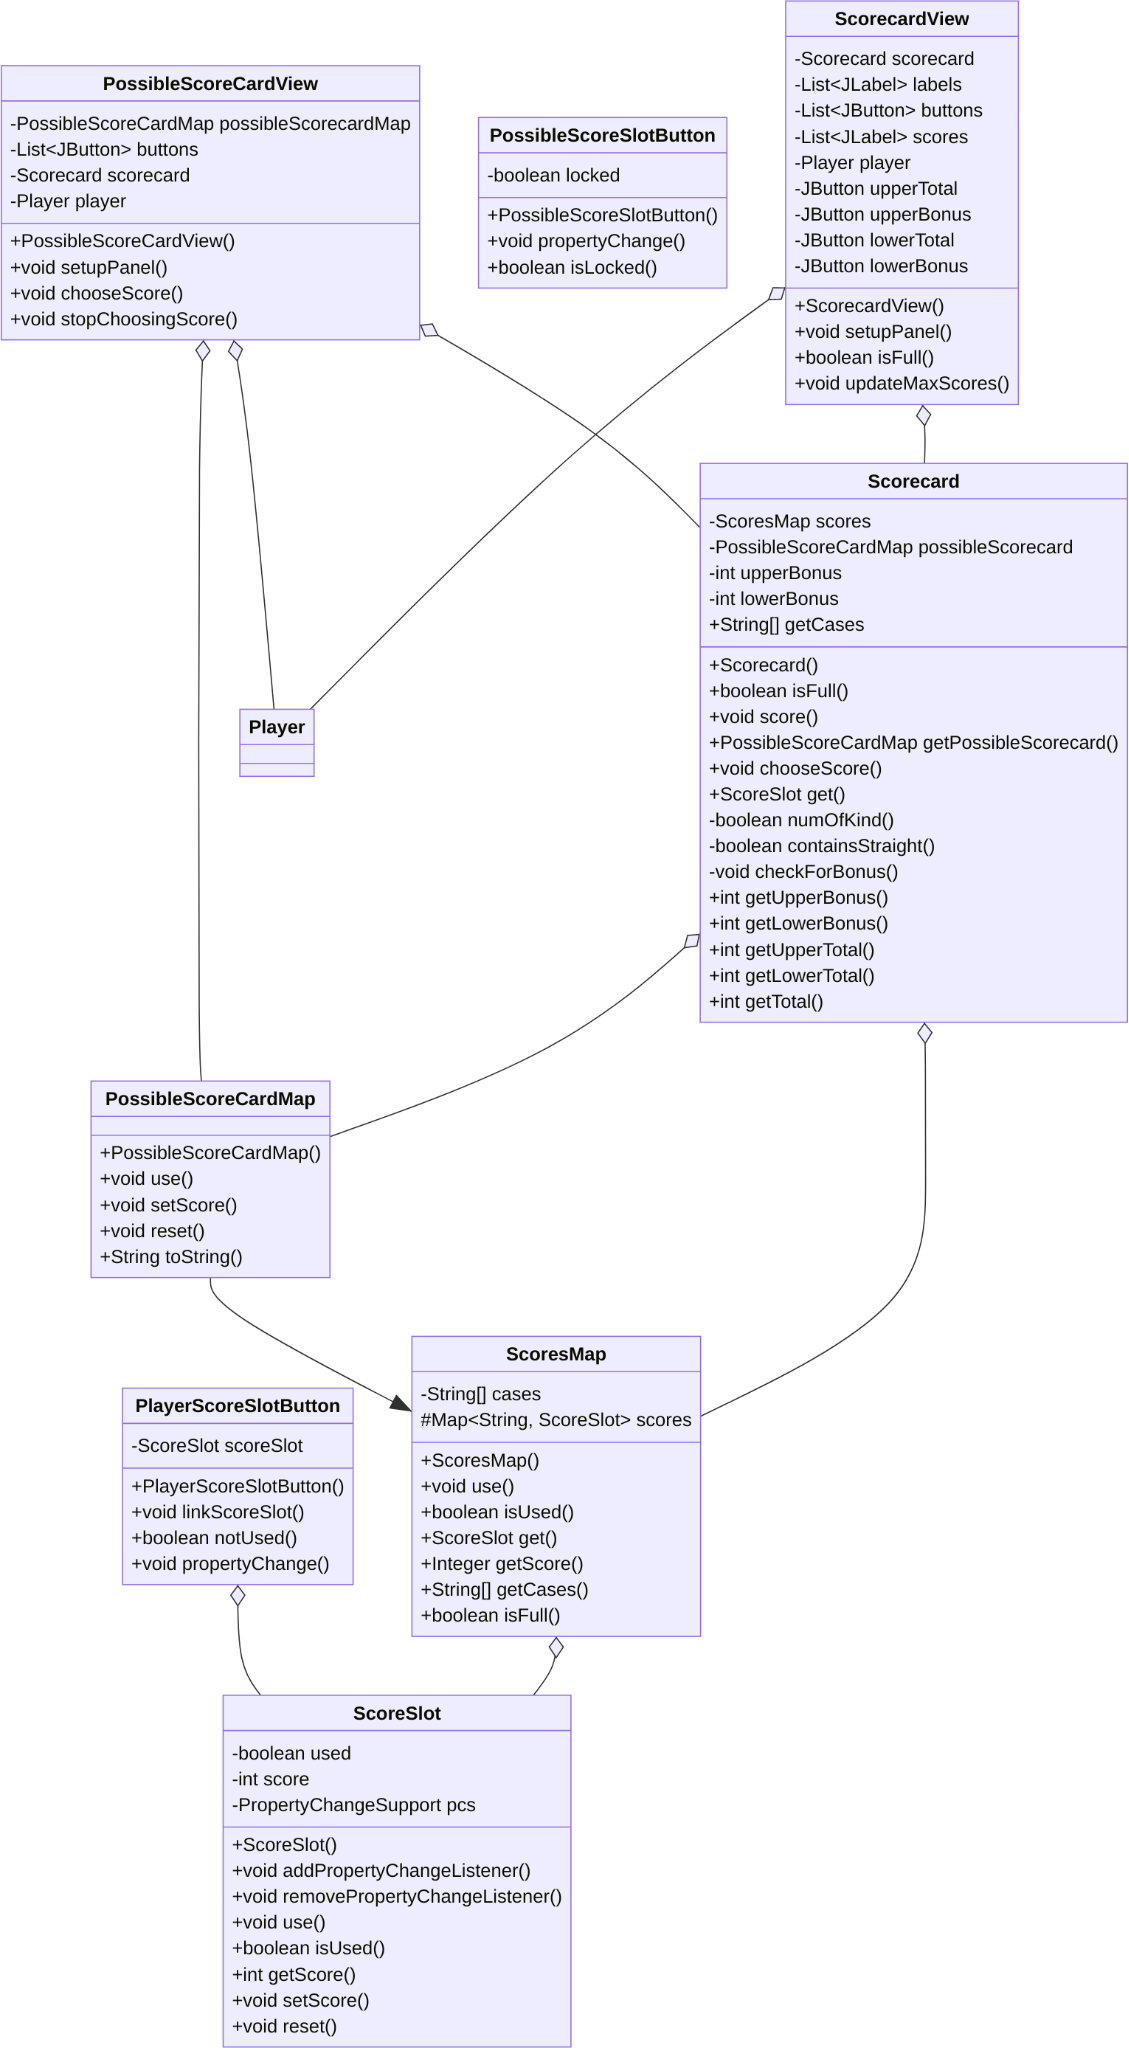 ScorecardView
-Scorecard scorecard
-List<JLabel> labels
-List<JButton> buttons
-List<JLabel> scores
-Player player
-JButton upperTotal
-JButton upperBonus
-JButton lowerTotal
-JButton lowerBonus
+ScorecardView()
+void setupPanel()
+boolean isFull()
+void updateMaxScores()
PossibleScoreCardView
-PossibleScoreCardMap possibleScorecardMap
-List<JButton> buttons
-Scorecard scorecard
-Player player
+PossibleScoreCardView()
+void setupPanel()
+void chooseScore()
+void stopChoosingScore()
PossibleScoreSlotButton
-boolean locked
+PossibleScoreSlotButton()
+void propertyChange()
+boolean isLocked()
Scorecard
-ScoresMap scores
-PossibleScoreCardMap possibleScorecard
-int upperBonus
-int lowerBonus
+String[] getCases
+Scorecard()
+boolean isFull()
+void score()
+PossibleScoreCardMap getPossibleScorecard()
+void chooseScore()
+ScoreSlot get()
-boolean numOfKind()
-boolean containsStraight()
-void checkForBonus()
+int getUpperBonus()
+int getLowerBonus()
+int getUpperTotal()
+int getLowerTotal()
+int getTotal()
Player
PossibleScoreCardMap
+PossibleScoreCardMap()
+void use()
+void setScore()
+void reset()
+String toString()
ScoresMap
-String[] cases
#Map<String, ScoreSlot> scores
+ScoresMap()
+void use()
+boolean isUsed()
+ScoreSlot get()
+Integer getScore()
+String[] getCases()
+boolean isFull()
PlayerScoreSlotButton
-ScoreSlot scoreSlot
+PlayerScoreSlotButton()
+void linkScoreSlot()
+boolean notUsed()
+void propertyChange()
ScoreSlot
-boolean used
-int score
-PropertyChangeSupport pcs
+ScoreSlot()
+void addPropertyChangeListener()
+void removePropertyChangeListener()
+void use()
+boolean isUsed()
+int getScore()
+void setScore()
+void reset()